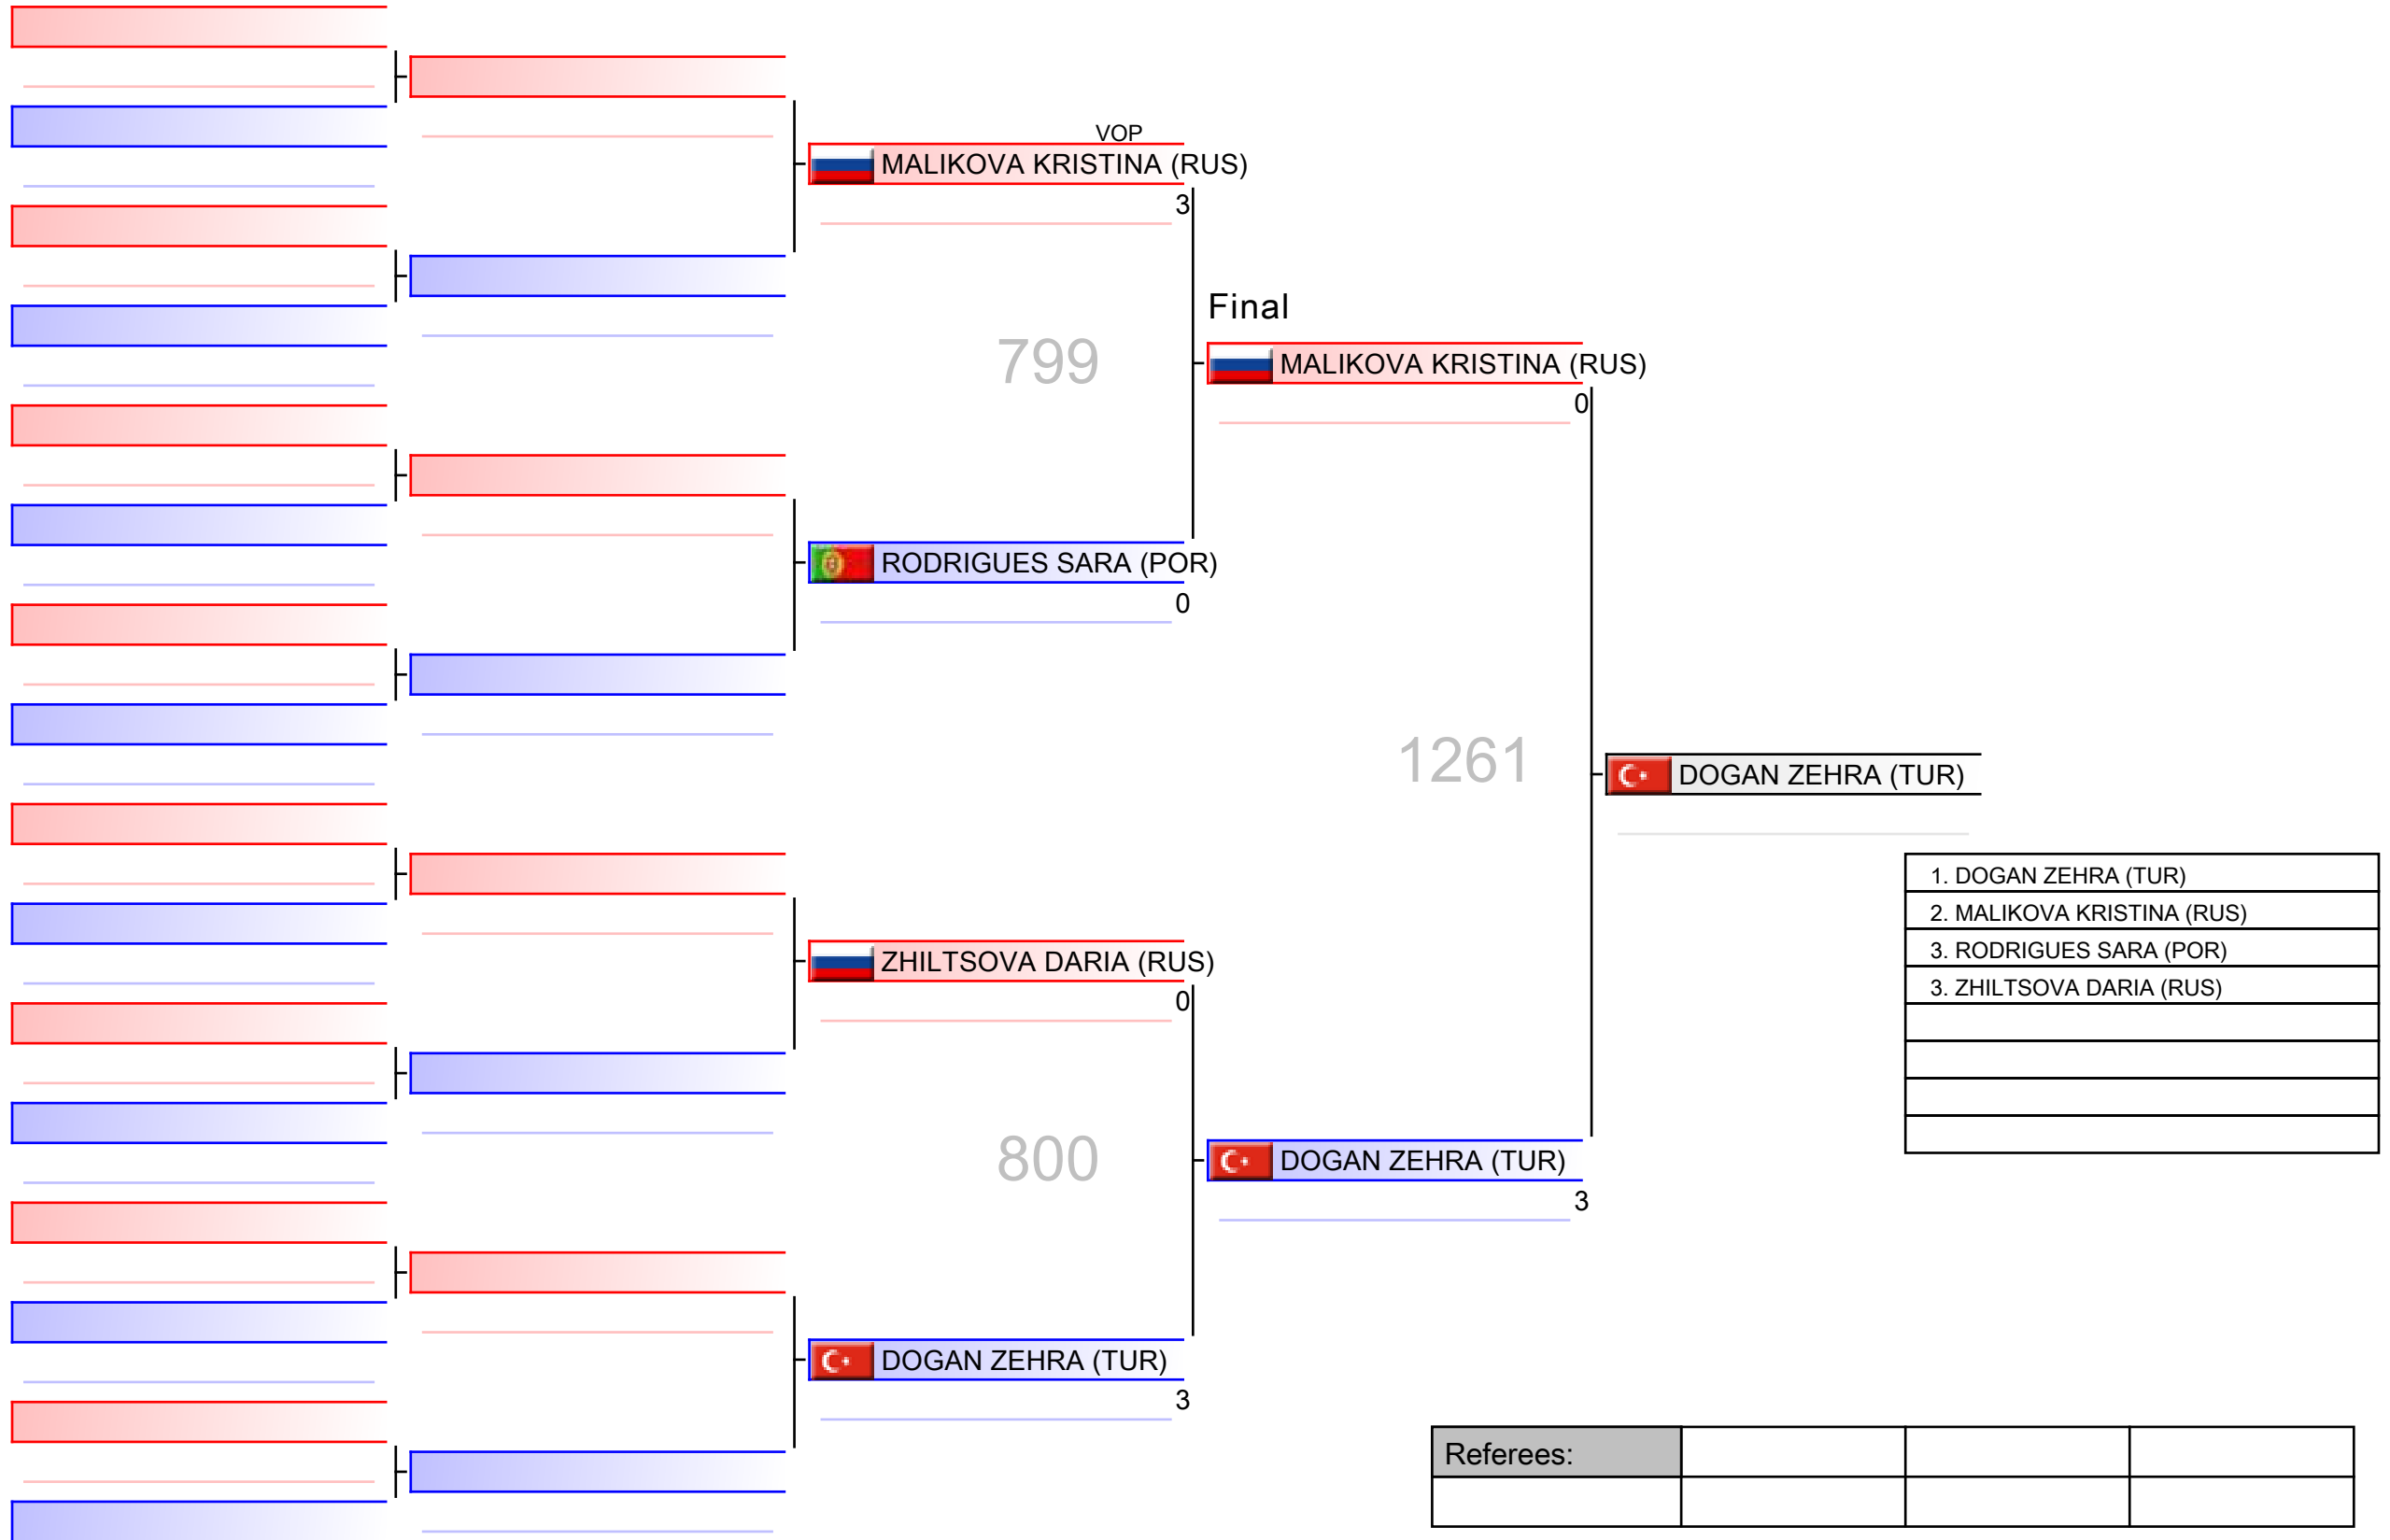 VOP
MALIKOVA KRISTINA (RUS)
3
Final
799
MALIKOVA KRISTINA (RUS)
0
RODRIGUES SARA (POR)
0
1261
DOGAN ZEHRA (TUR)
1. DOGAN ZEHRA (TUR)
2. MALIKOVA KRISTINA (RUS)
3. RODRIGUES SARA (POR)
3. ZHILTSOVA DARIA (RUS)
ZHILTSOVA DARIA (RUS)
0
800
DOGAN ZEHRA (TUR)
3
DOGAN ZEHRA (TUR)
3
Referees: